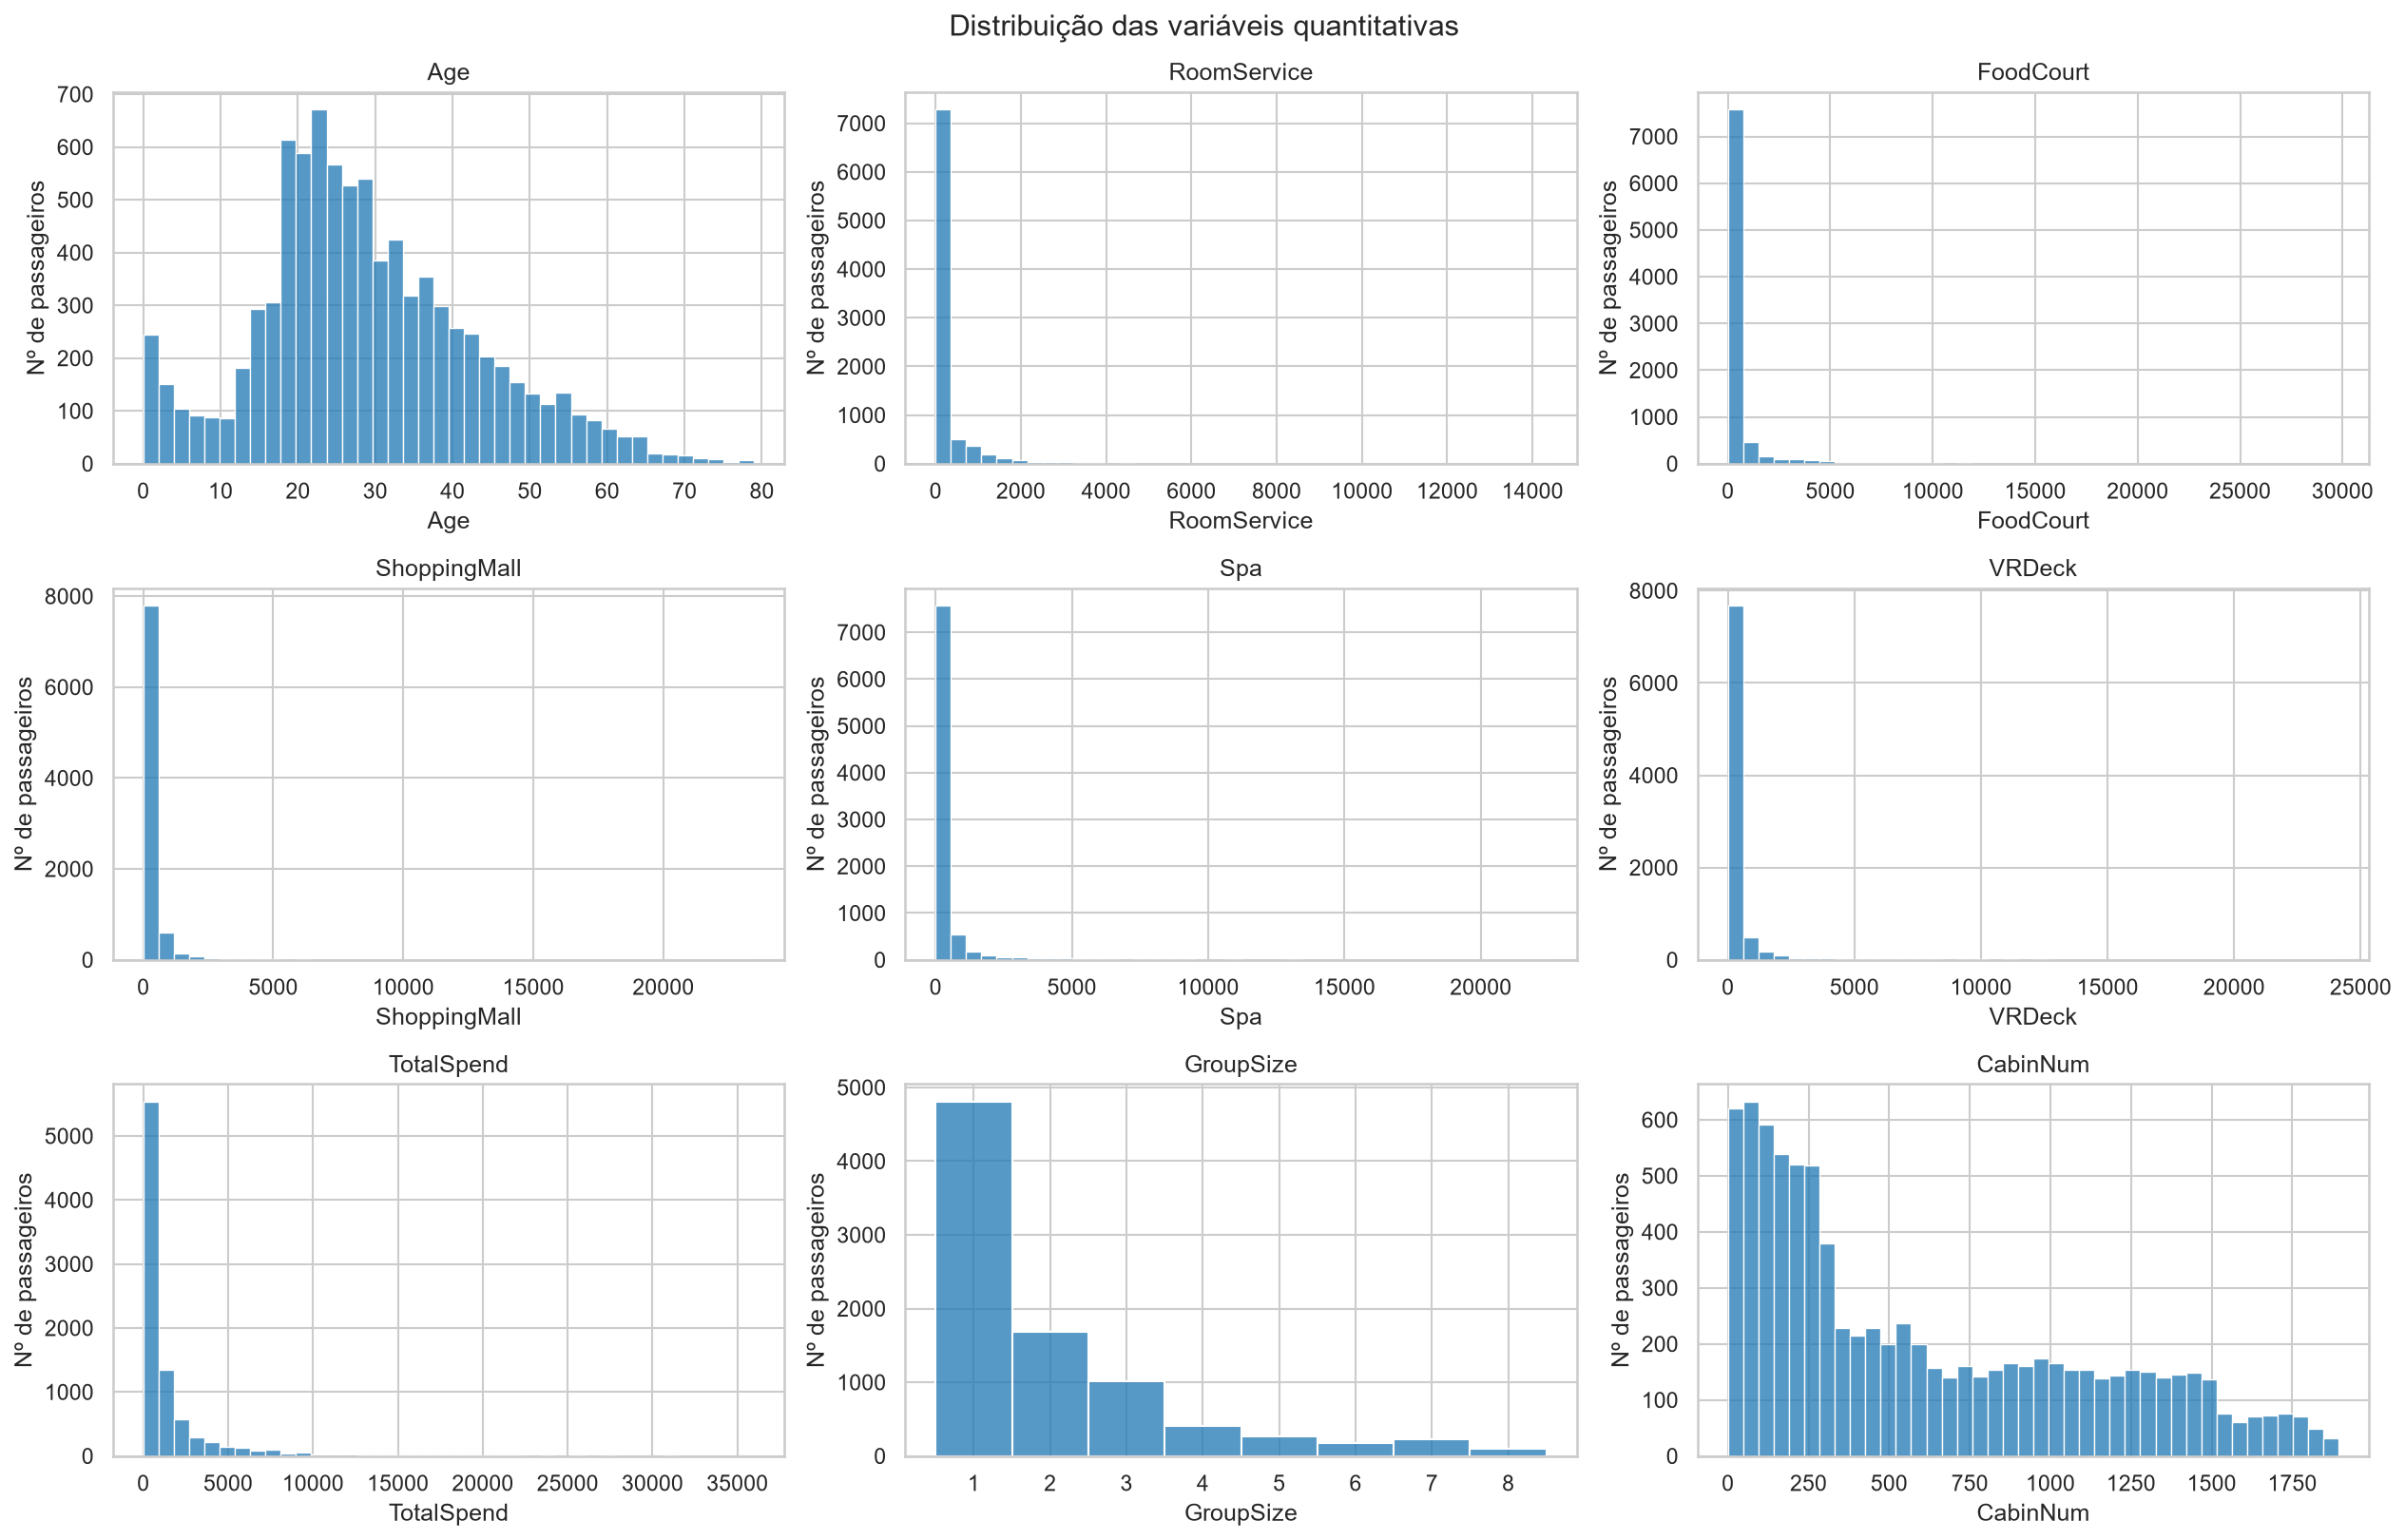 Distribuição das variáveis quantitativas
Age
Nº de passageiros
700
600
500
400
300
200
100
0
0 10 20 30 40 50 60 70 80
Age
RoomService
Nº de passageiros
7000
6000
5000
4000
3000
2000
1000
0
0 2000 4000 6000 8000 10000 12000 14000
RoomService
FoodCourt
Nº de passageiros
7000
6000
5000
4000
3000
2000
1000
0
0 5000 10000 15000 20000 25000 30000
FoodCourt
ShoppingMall
Nº de passageiros
8000
6000
4000
2000
0
0 5000 10000 15000 20000
ShoppingMall
Spa
Nº de passageiros
7000
6000
5000
4000
3000
2000
1000
0
0 5000 10000 15000 20000
Spa
VRDeck
Nº de passageiros
8000
6000
4000
2000
0
0 5000 10000 15000 20000 25000
VRDeck
TotalSpend
Nº de passageiros
5000
4000
3000
2000
1000
0
0 5000 10000 15000 20000 25000 30000 35000
TotalSpend
GroupSize
Nº de passageiros
5000
4000
3000
2000
1000
0
1 2 3 4 5 6 7 8
GroupSize
CabinNum
Nº de passageiros
600
500
400
300
200
100
0
0 250 500 750 1000 1250 1500 1750
CabinNum